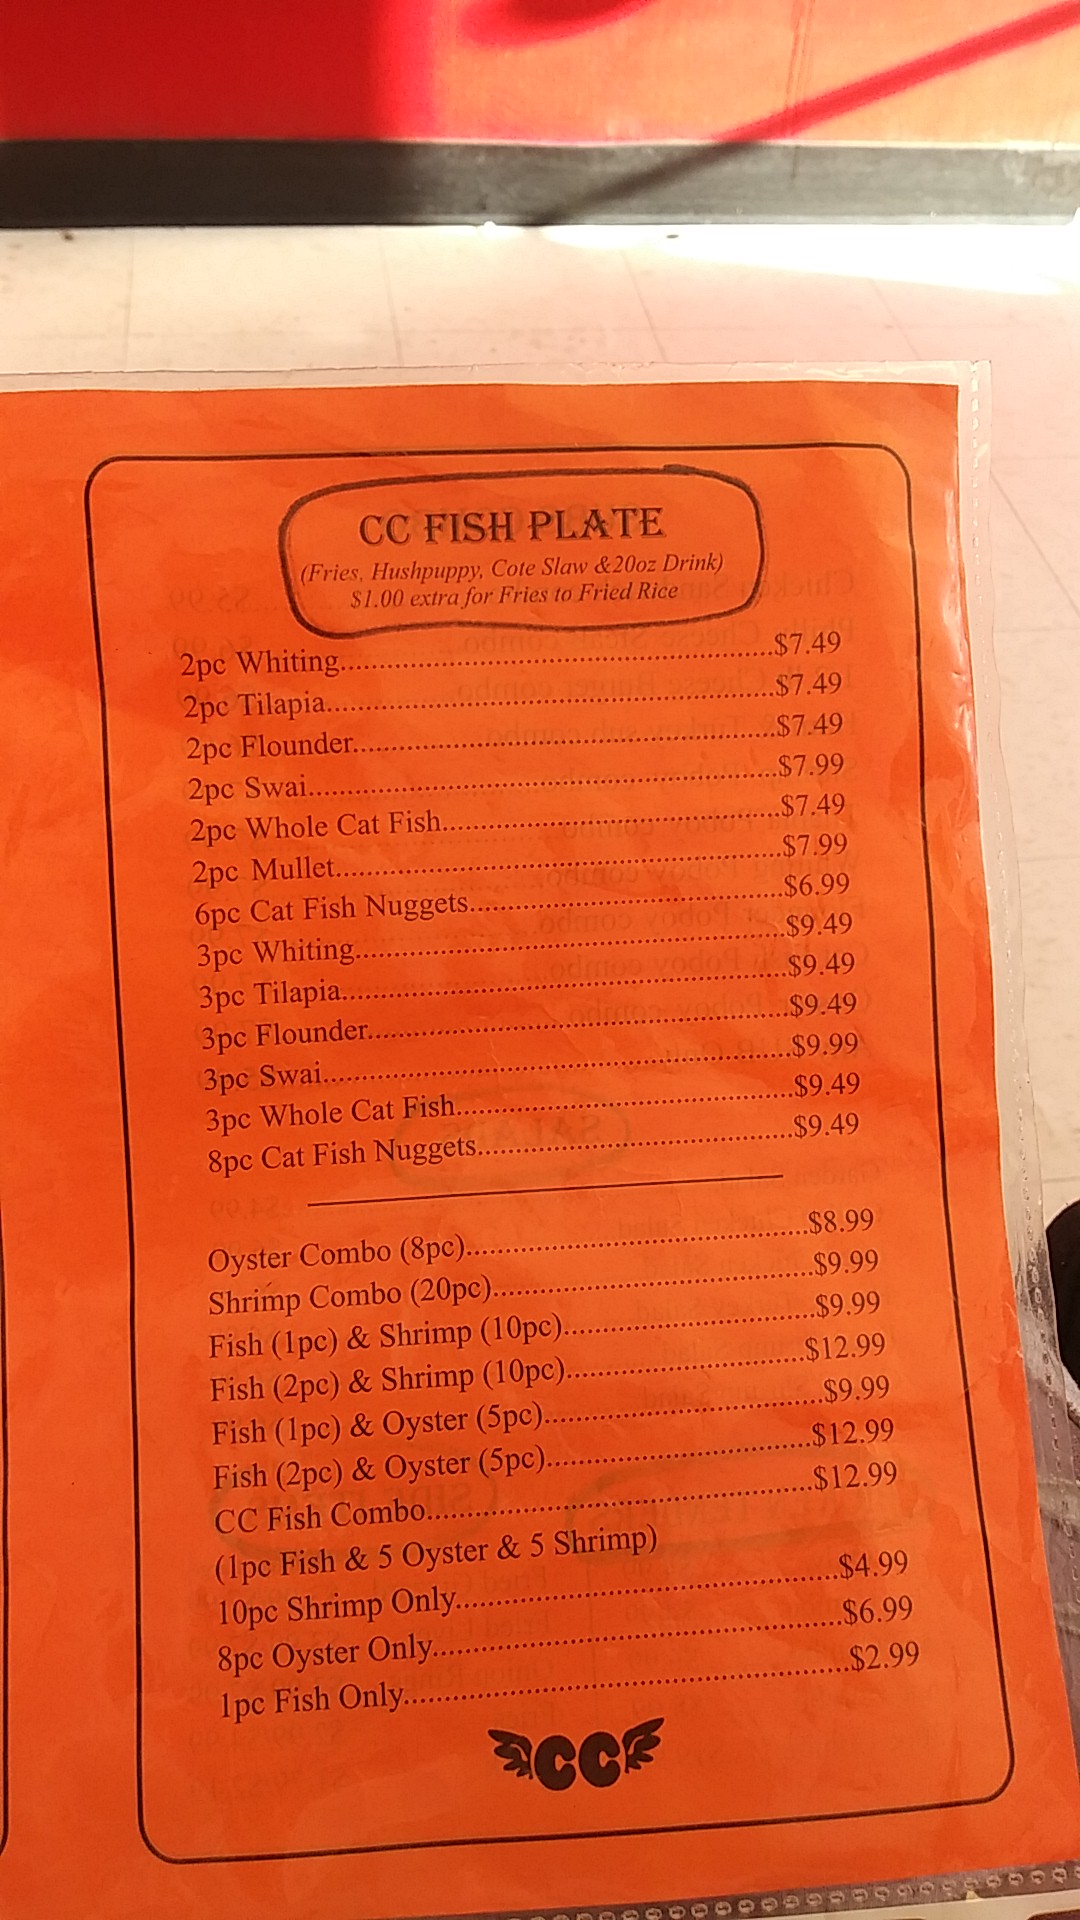 CC FISH PLATE
(Fries, Hushpuppy, Cote Slaw &20oz Drink)
$1.00 extra for Fries to Fried Rice
2pc Whiting..........$7.49
2pc Tilapia..........$7.49
2pc Flounder..........$7.49
2pc Swai..........$7.99
2pc Whole Cat Fish..........$7.49
2pc Mullet..........$7.99
6pc Cat Fish Nuggets..........$6.99
3pc Whiting..........$9.49
3pc Tilapia..........$9.49
3pc Flounder..........$9.49
3pc Swai..........$9.99
3pc Whole Cat Fish..........$9.49
8pc Cat Fish Nuggets..........$9.49
Oyster Combo (8pc)..........$8.99
Shrimp Combo (20pc)..........$9.99
Fish (1pc) & Shrimp (10pc)..........$9.99
Fish (2pc) & Shrimp (10pc)..........$12.99
Fish (1pc) & Oyster (5pc)..........$9.99
Fish (2pc) & Oyster (5pc)..........$12.99
CC Fish Combo..........$12.99
(1pc Fish & 5 Oyster & 5 Shrimp)
10pc Shrimp Only..........$4.99
8pc Oyster Only..........$6.99
1pc Fish Only..........$2.99
CC